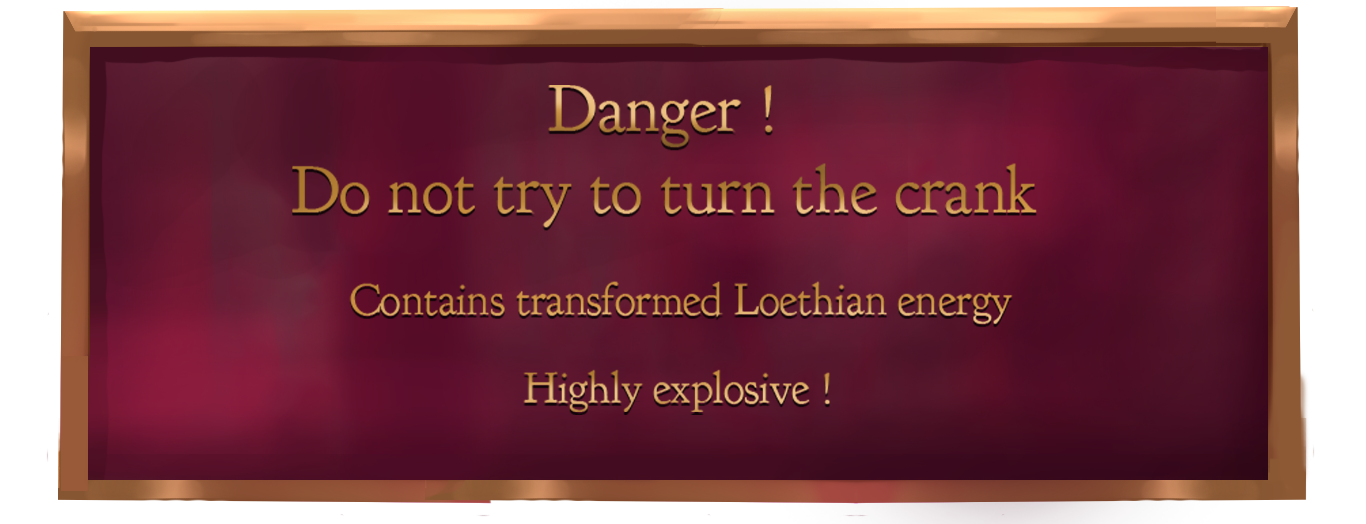 Danger !
Do not try to turn the crank
Contains transformed Loethian energy
Highly explosive !